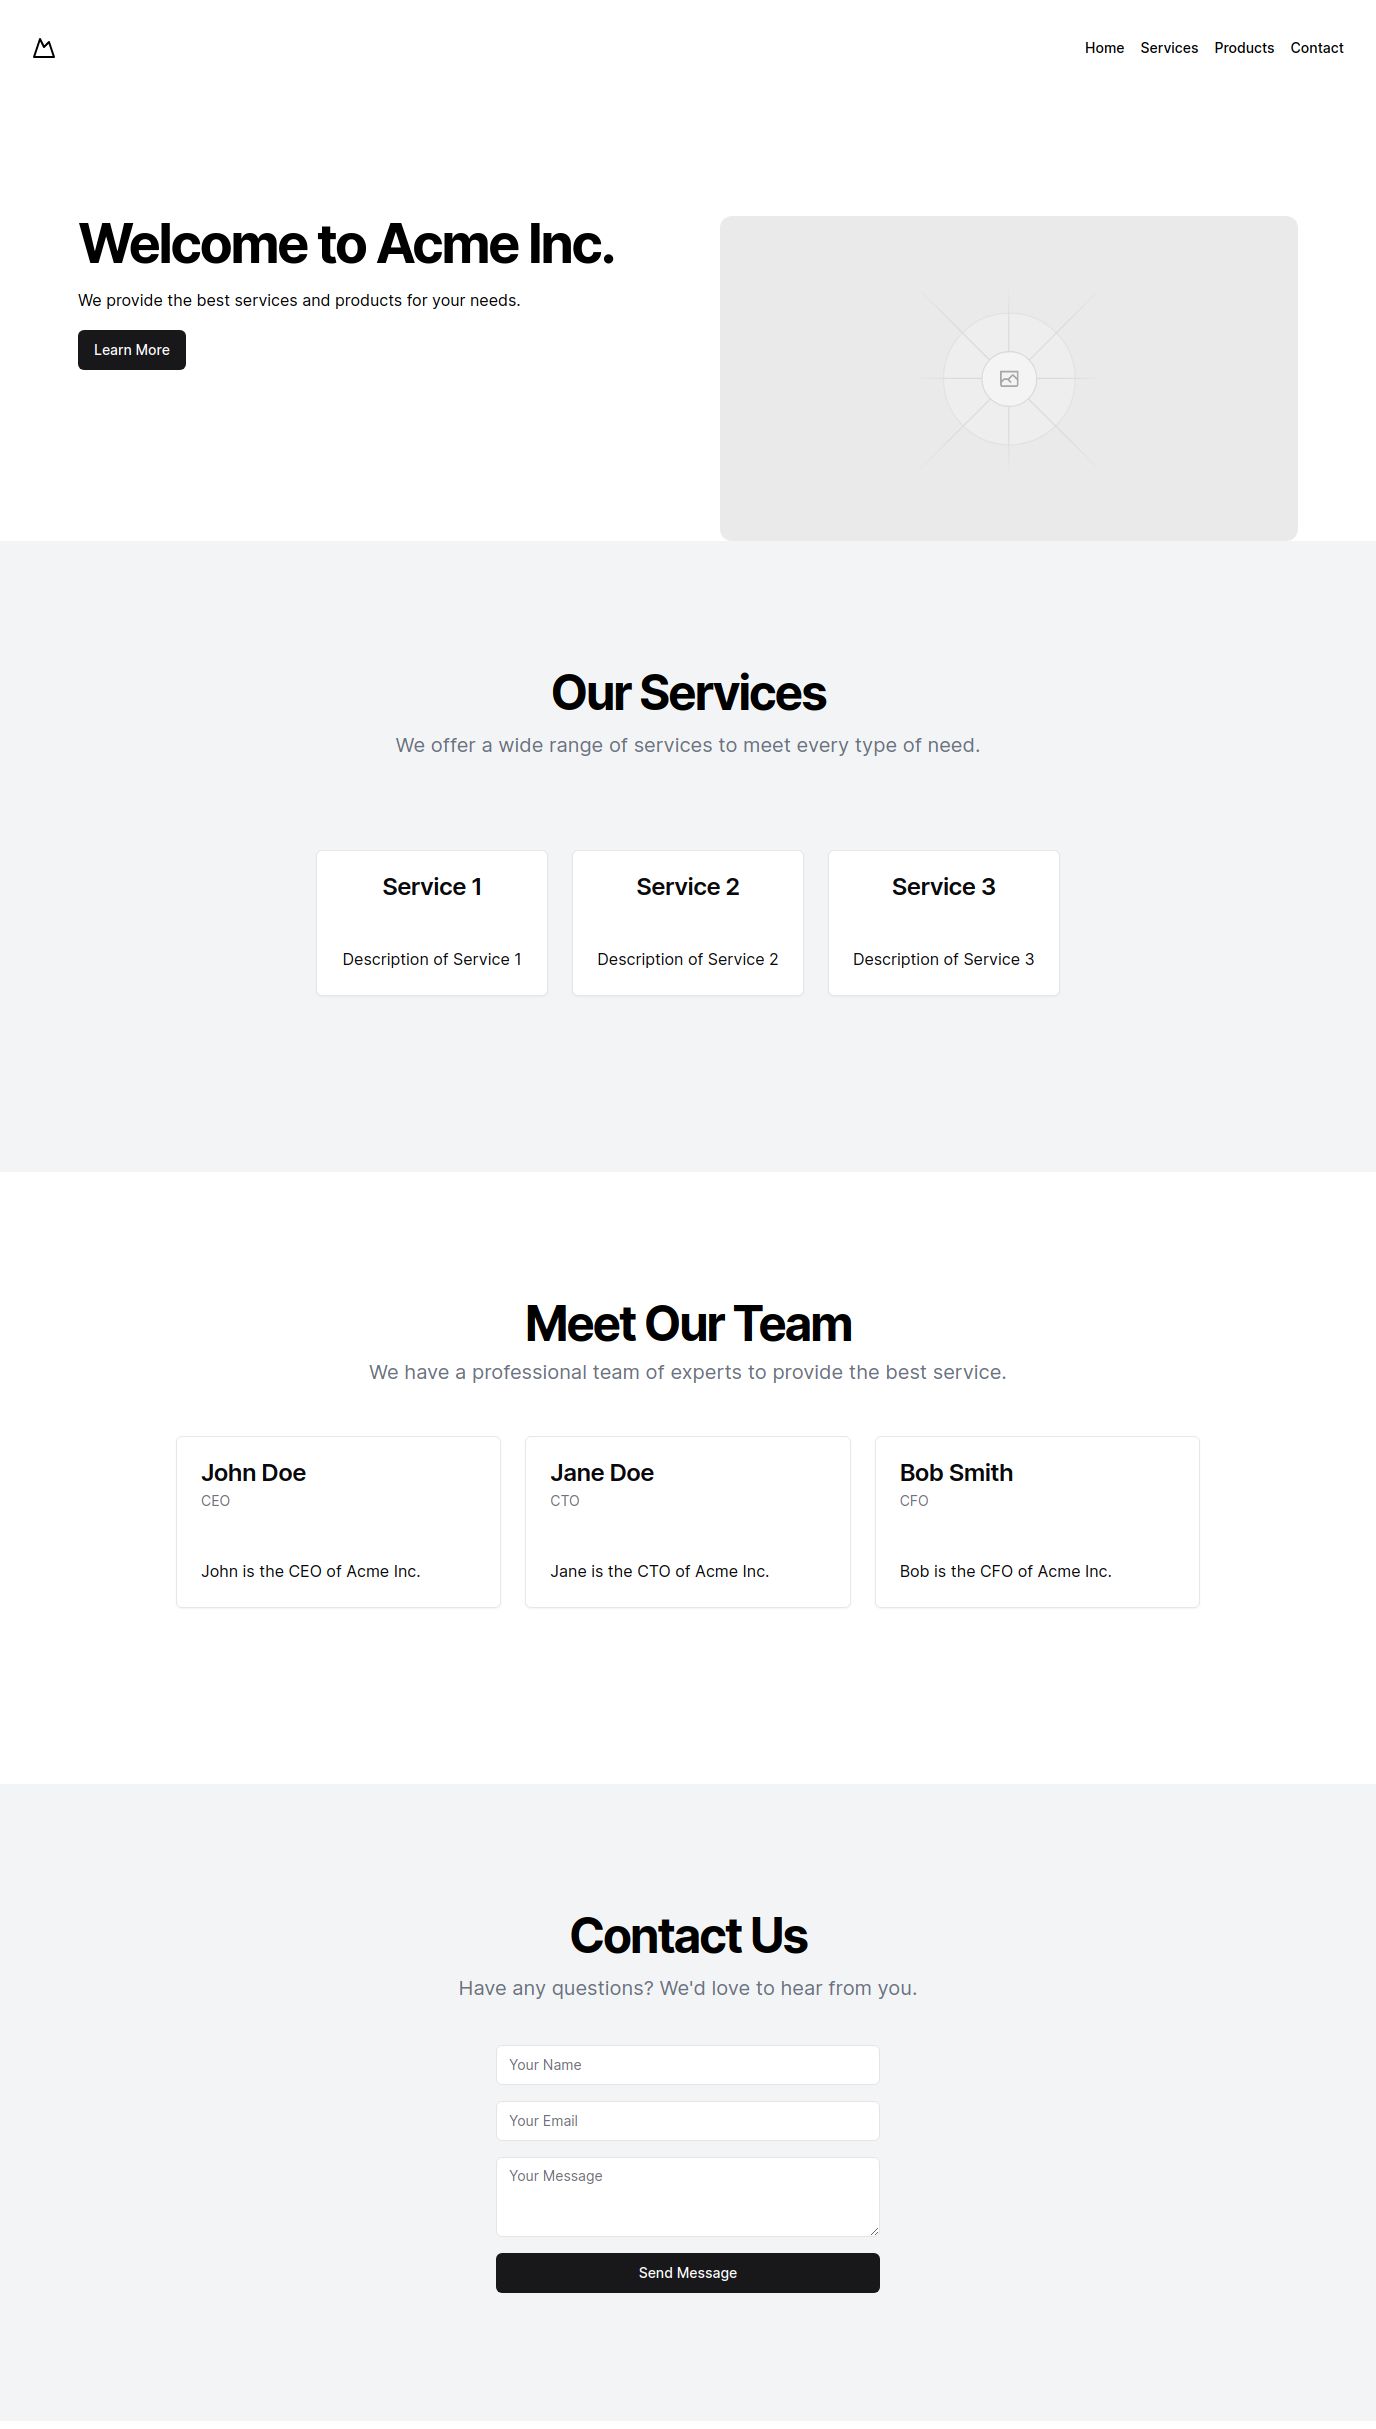 Home Services Products Contact
Welcome to Acme Inc.
We provide the best services and products for your needs.
Learn More
Our Services
We offer a wide range of services to meet every type of need.
Service 1
Description of Service 1
Service 2
Description of Service 2
Service 3
Description of Service 3
Meet Our Team
We have a professional team of experts to provide the best service.
John Doe
CEO
John is the CEO of Acme Inc.
Jane Doe
CTO
Jane is the CTO of Acme Inc.
Bob Smith
CFO
Bob is the CFO of Acme Inc.
Contact Us
Have any questions? We'd love to hear from you.
Your Name
Your Email
Your Message
Send Message